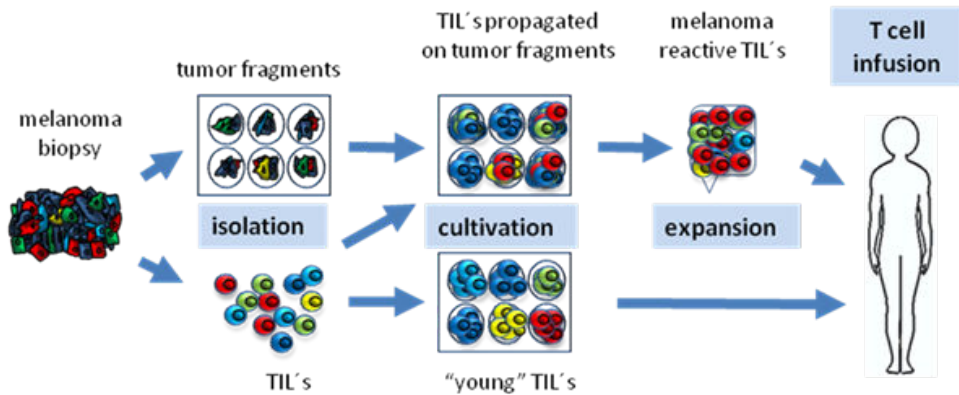 melanoma
biopsy
tumor fragments
isolation
TIL´s
TIL´s propagated
on tumor fragments
cultivation
“young” TIL´s
melanoma
reactive TIL´s
expansion
T cell
infusion